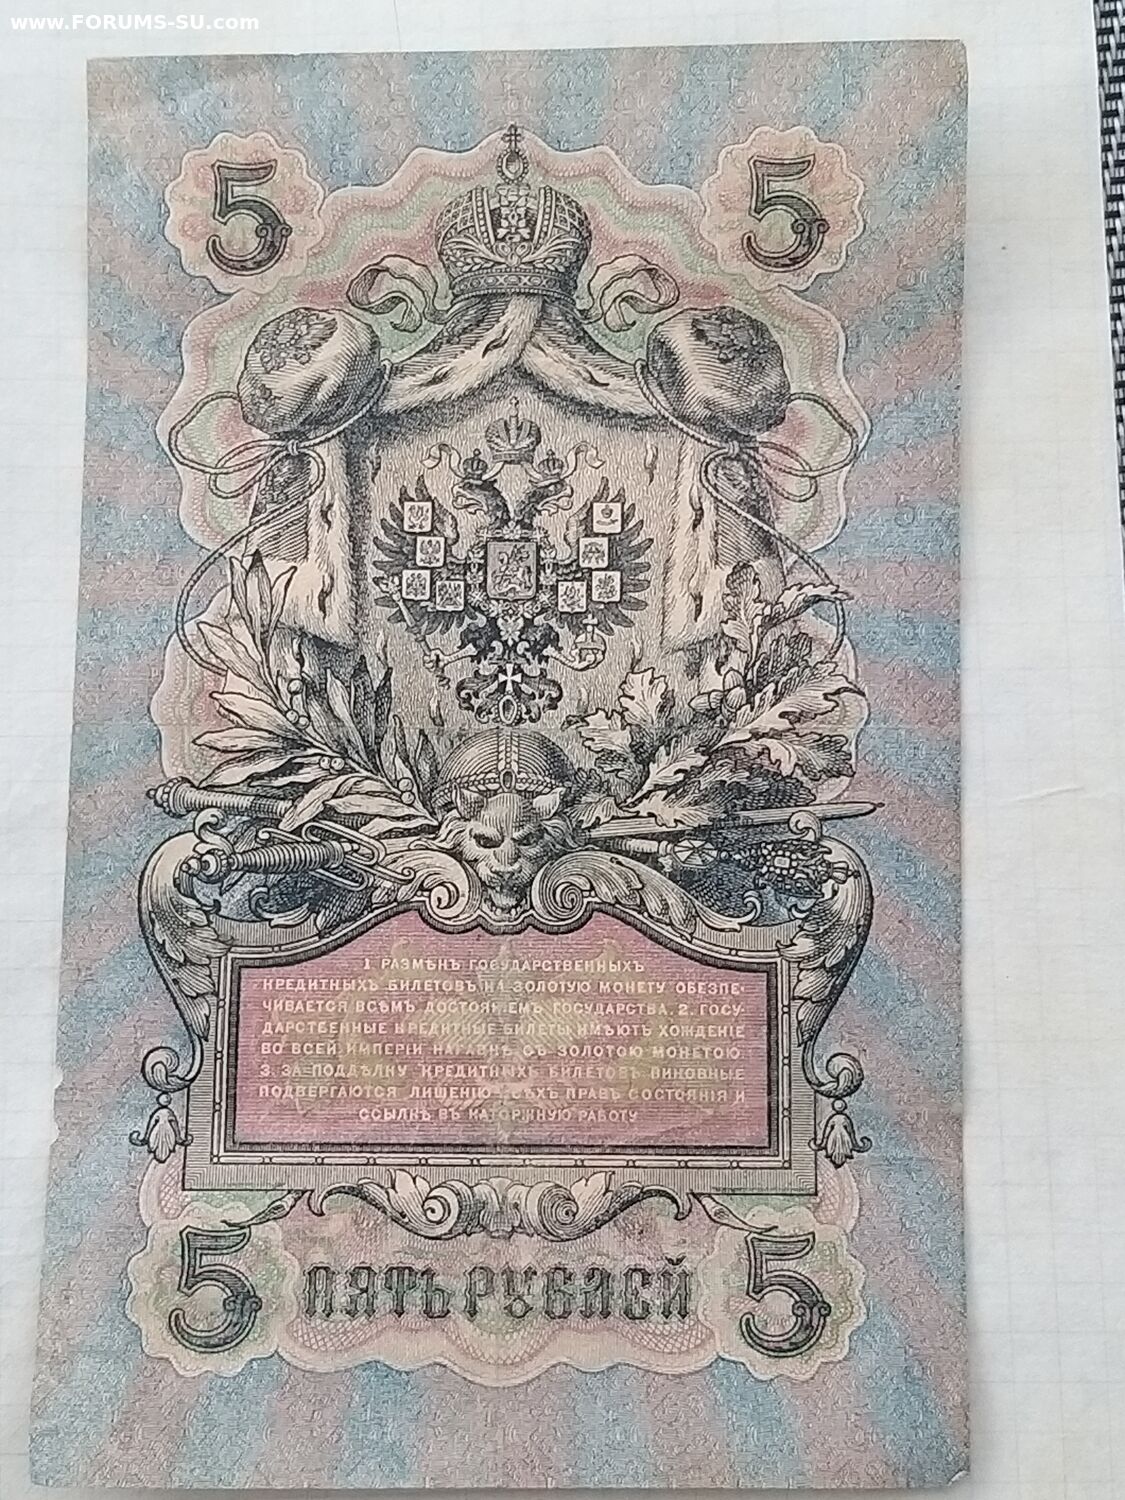 www.FORUMS-SU.com
5 5
1. РАЗМѢНЪ ГОСУДАРСТВЕННЫХЪ
КРЕДИТНЫХЪ БИЛЕТОВЪ НА ЗОЛОТУЮ МОНЕТУ ОБЕЗПЕ-
ЧИВАЕТСЯ ВСѢМЪ ДОСТОЯНІЕМЪ ГОСУДАРСТВА. 2. ГОСУ-
ДАРСТВЕННЫЕ КРЕДИТНЫЕ БИЛЕТЫ ИМѢЮТЪ ХОЖДЕНІЕ
ВО ВСЕЙ ИМПЕРІИ НАРАВНѢ СЪ ЗОЛОТОЮ МОНЕТОЮ.
3. ЗА ПОДДѢЛКУ КРЕДИТНЫХЪ БИЛЕТОВЪ ВИНОВНЫЕ
ПОДВЕРГАЮТСЯ ЛИШЕНІЮ ВСѢХЪ ПРАВЪ СОСТОЯНІЯ И
ССЫЛКѢ ВЪ КАТОРЖНУЮ РАБОТУ
5 ПЯТЬ РУБЛЕЙ 5